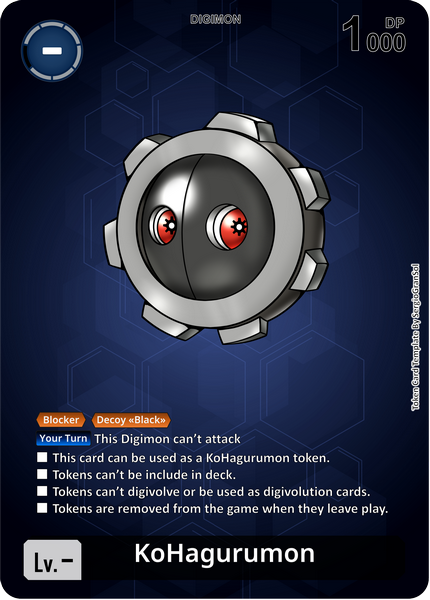 DIGIMON
-
DP
1000
Blocker Decoy «Black»
Your Turn This Digimon can't attack
This card can be used as a KoHagurumon token.
Tokens can't be include in deck.
Tokens can't digivolve or be used as digivolution cards.
Tokens are removed from the game when they leave play.
Token Card Template By SergioGranSol
Lv.-
KoHagurumon